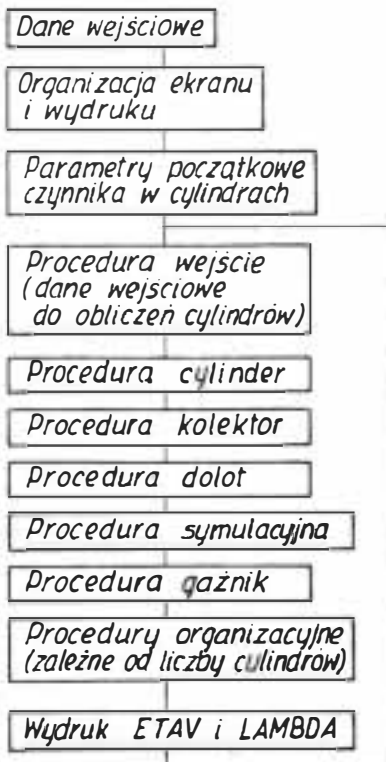 Dane wejściowe
Organizacja ekranu
i wydruku
Parametry początkowe
czynnika w cylindrach
Procedura wejście
(dane wejściowe
do obliczeń cylindrów)
Procedura cylinder
Procedura kolektor
Procedura dolot
Procedura symulacyjna
Procedura gaźnik
Procedury organizacyjne
(zależne od liczby cylindrów)
Wydruk ETAV i LAMBDA